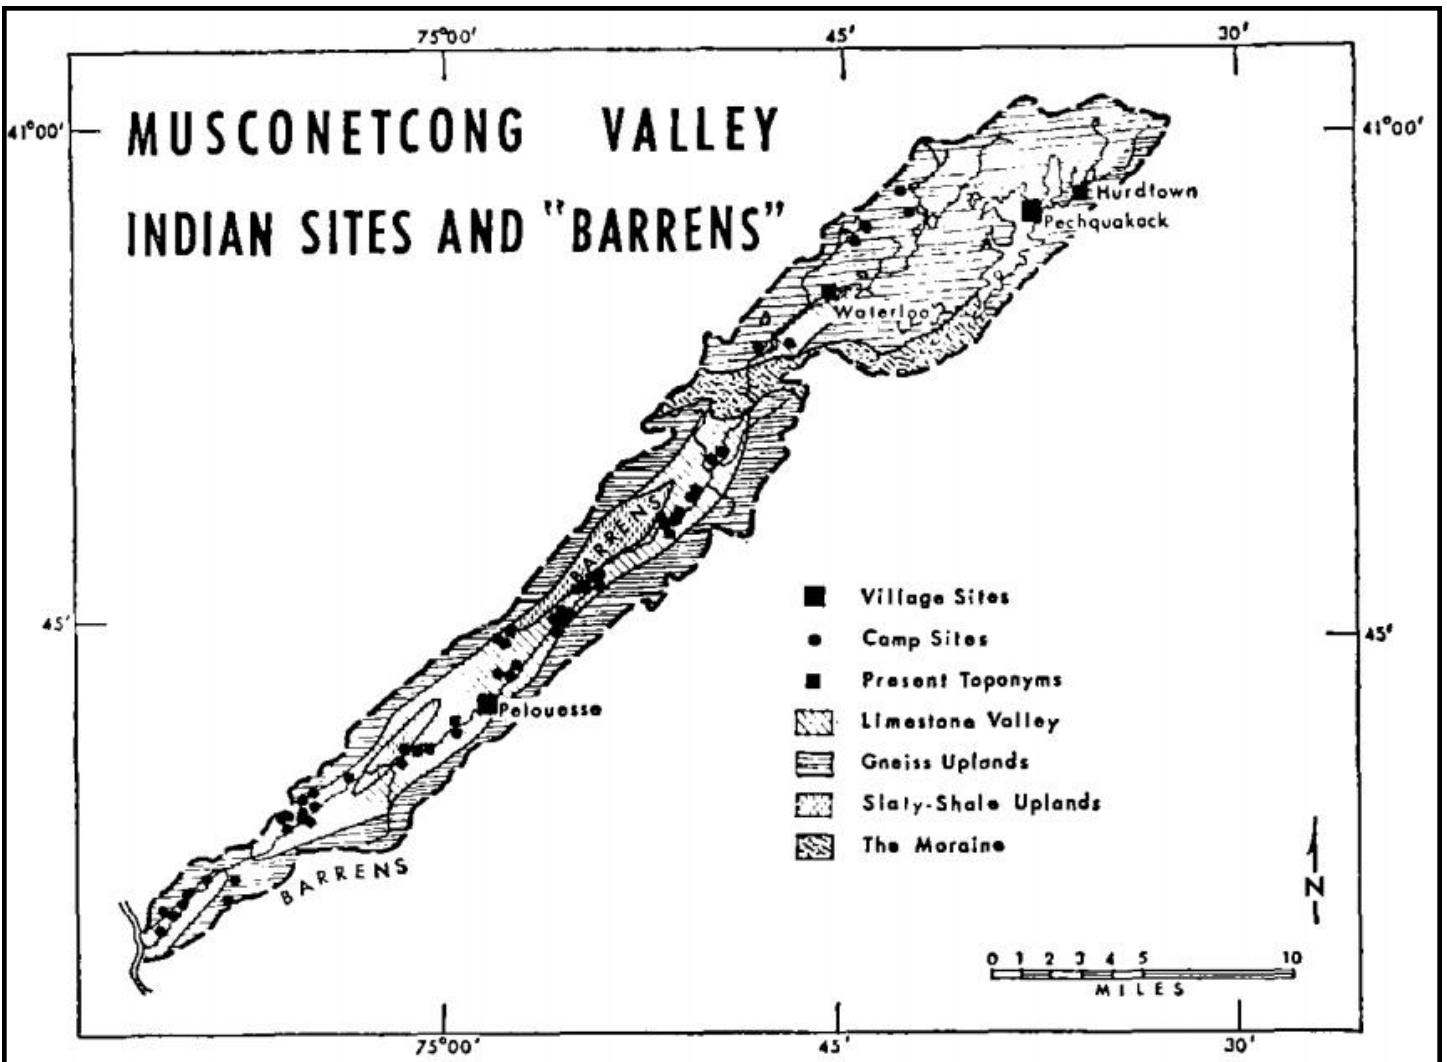 75°00' 45' 30'
41°00' 41°00'
MUSCONETCONG VALLEY
INDIAN SITES AND "BARRENS"
Hurdtown
Pechquakock
Waterloo
BARRENS
Village Sites
45' Camp Sites 45'
Present Toponyms
Pelouesse
Limestone Valley
Gneiss Uplands
Slaty-Shale Uplands
The Moraine
BARRENS
N
0 1 2 3 4 5 10
MILES
75°00' 45' 30'